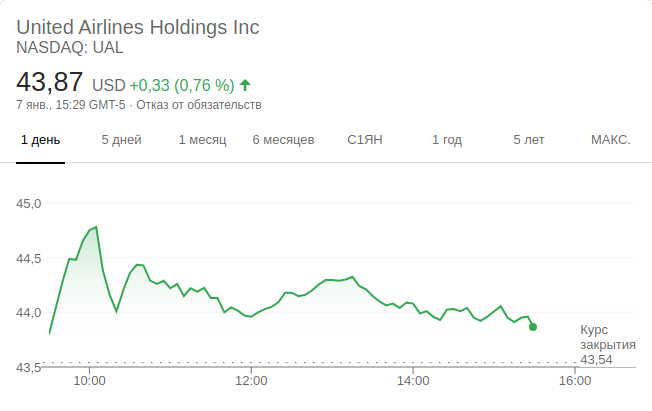 United Airlines Holdings Inc
NASDAQ: UAL
43,87 USD +0,33 (0,76 %)
7 янв., 15:29 GMT-5 · Отказ от обязательств
1 день 5 дней 1 месяц 6 месяцев С1ЯН 1 год 5 лет МАКС.
45,0
44,5
44,0
Курс
закрытия
43,54
43,5
10:00 12:00 14:00 16:00